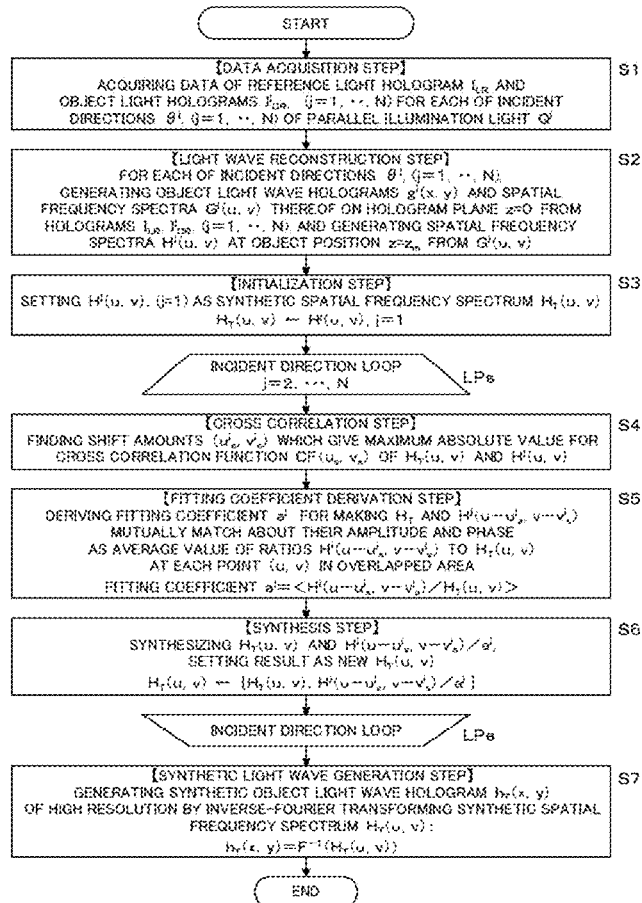 START
【DATA ACQUISITION STEP】
S1
ACQUIRING DATA OF REFERENCE LIGHT HOLOGRAM I_LR AND
OBJECT LIGHT HOLOGRAMS (j=1, ‥, N) FOR EACH OF INCIDENT
DIRECTIONS θ^j, (j=1, ‥, N) OF PARALLEL ILLUMINATION LIGHT Q^j
【LIGHT WAVE RECONSTRUCTION STEP】
S2
FOR EACH OF INCIDENT DIRECTIONS θ^j, (j=1, ‥, N),
GENERATING OBJECT LIGHT WAVE HOLOGRAMS g^j(x, y) AND SPATIAL
FREQUENCY SPECTRA G^j(u, v) THEREOF ON HOLOGRAM PLANE z=0 FROM
HOLOGRAMS (j=1, ‥, N), AND GENERATING SPATIAL FREQUENCY
SPECTRA H^j(u, v) AT OBJECT POSITION z=z_m FROM G^j(u, v)
【INITIALIZATION STEP】
S3
SETTING H^j(u, v), (j=1) AS SYNTHETIC SPATIAL FREQUENCY SPECTRUM H_T(u, v)
H_T(u, v) ← H^j(u, v), j=1
INCIDENT DIRECTION LOOP
LPs
j=2, ‥, N
【CROSS CORRELATION STEP】
S4
FINDING SHIFT AMOUNTS (u^j_s, v^j_s) WHICH GIVE MAXIMUM ABSOLUTE VALUE FOR
CROSS CORRELATION FUNCTION CF(u_s, v_s) OF H_T(u, v) AND H^j(u, v)
【FITTING COEFFICIENT DERIVATION STEP】
S5
DERIVING FITTING COEFFICIENT a^j FOR MAKING H_T AND H^j(u−u^j_s, v−v^j_s)
MUTUALLY MATCH ABOUT THEIR AMPLITUDE AND PHASE
AS AVERAGE VALUE OF RATIOS H^j(u−u^j_s, v−v^j_s) TO H_T(u, v)
AT EACH POINT (u, v) IN OVERLAPPED AREA
FITTING COEFFICIENT a^j=<H^j(u−u^j_s, v−v^j_s)/H_T(u, v)>
【SYNTHESIS STEP】
S6
SYNTHESIZING H_T(u, v) AND H^j(u−u^j_s, v−v^j_s)/a^j,
SETTING RESULT AS NEW H_T(u, v)
H_T(u, v) ← [H_T(u, v), H^j(u−u^j_s, v−v^j_s)/a^j]
INCIDENT DIRECTION LOOP
LPe
【SYNTHETIC LIGHT WAVE GENERATION STEP】
S7
GENERATING SYNTHETIC OBJECT LIGHT WAVE HOLOGRAM h_T(x, y)
OF HIGH RESOLUTION BY INVERSE-FOURIER TRANSFORMING SYNTHETIC SPATIAL
FREQUENCY SPECTRUM H_T(u, v):
h_T(x, y)=F^−1(H_T(u, v))
END